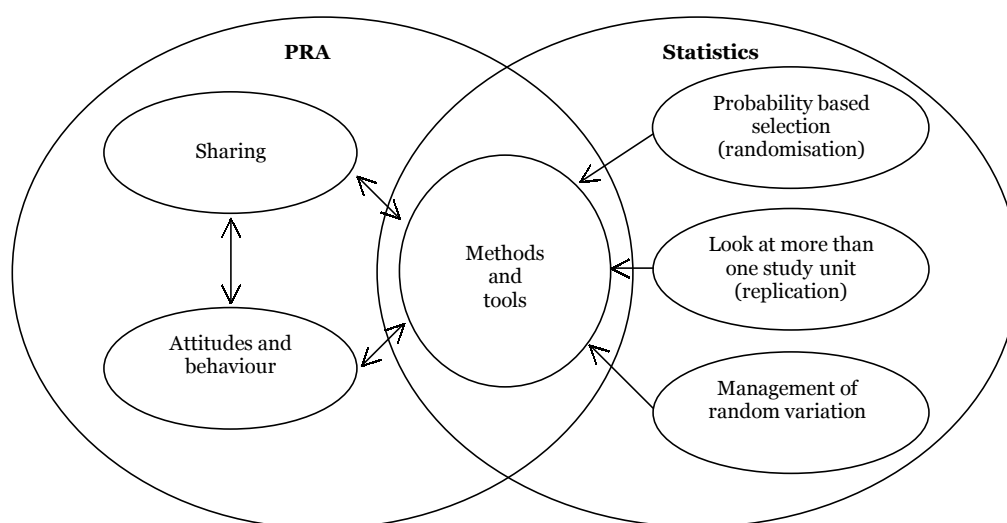 PRA
Statistics
Sharing
Attitudes and
behaviour
Methods
and
tools
Probability based
selection
(randomisation)
Look at more than
one study unit
(replication)
Management of
random variation